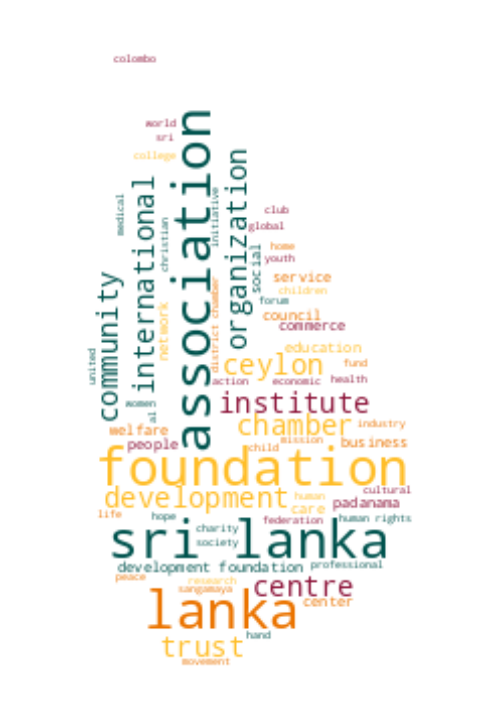 colombo
world
sri
college
association
international
organization
community
medical
christian
initiative
social
network
district chamber
united
women
al
club
global
home
youth
service
children
forum
council
commerce
education
ceylon
fund
action
economic
health
institute
chamber
industry
welfare
people
child
mission
business
foundation
development
human
cultural
care
padanama
life
hope
federation
human rights
charity
sri lanka
society
development foundation
professional
peace
research
sangamaya
centre
center
lanka
hand
trust
movement